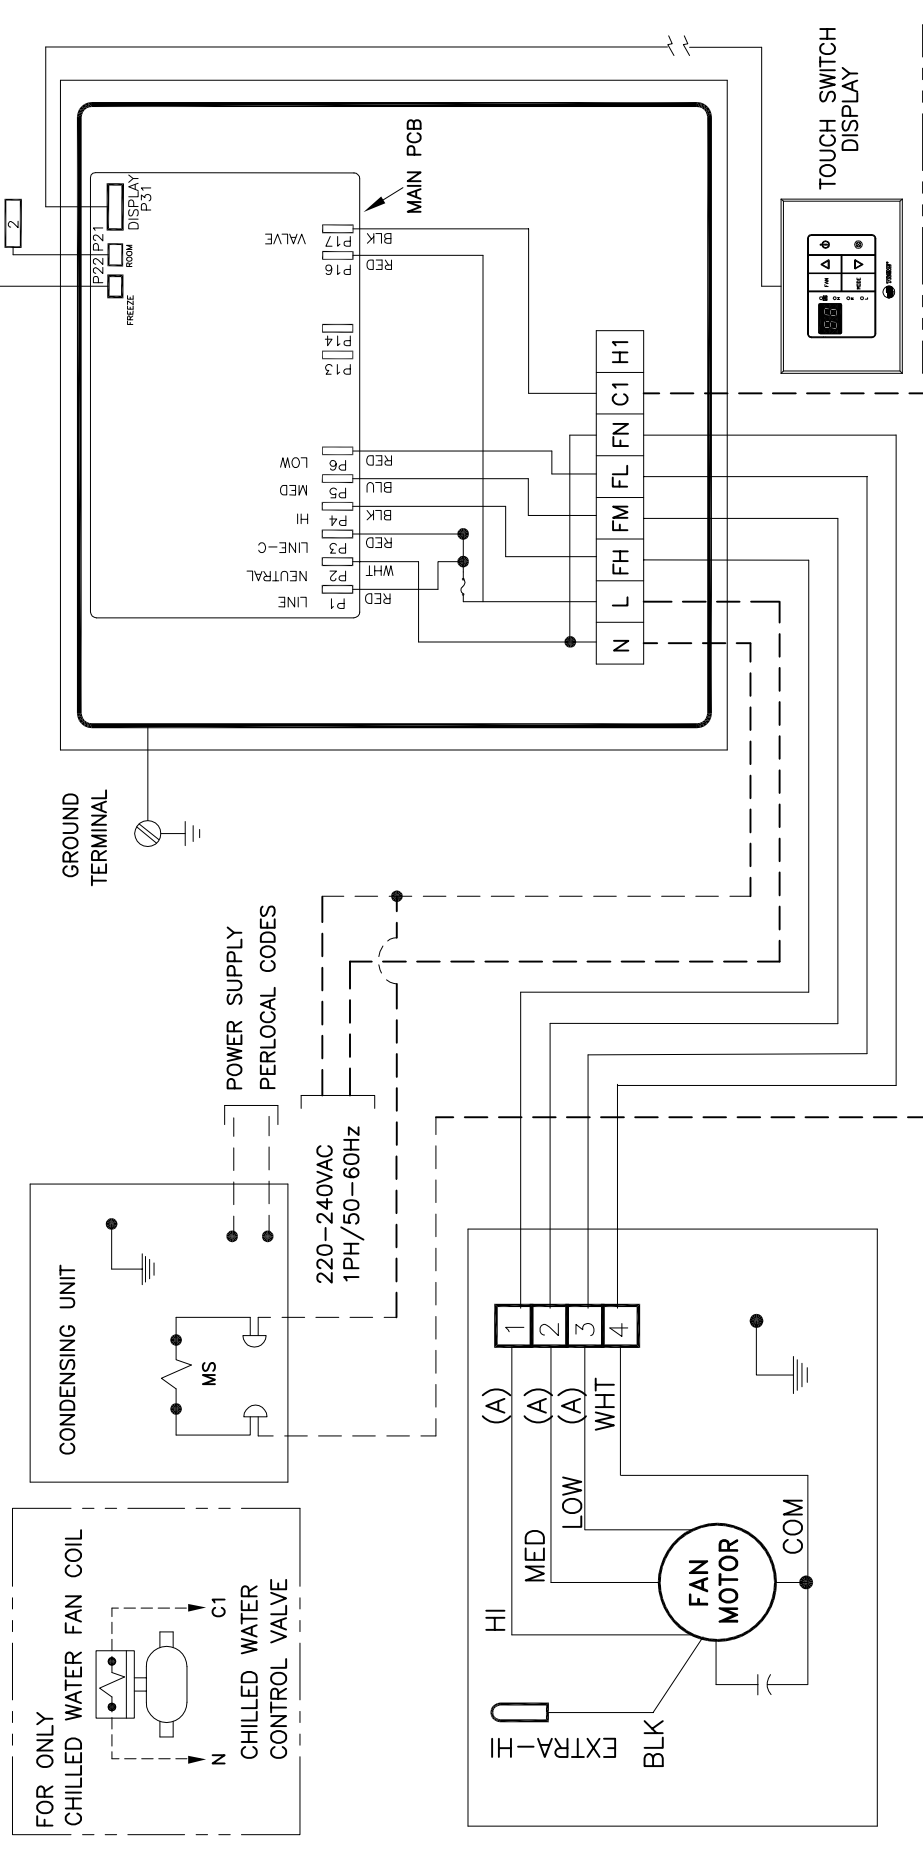 TOUCH SWITCH
DISPLAY
2
P22
P21
DISPLAY
P31
ROOM
FREEZE
MAIN PCB
VALVE
P17
BLK
P16
RED
P14
P13
LOW
P6
RED
MED
P5
BLU
HI
P4
BLK
LINE-C
P3
RED
NEUTRAL
P2
WHT
LINE
P1
RED
N
L
FH
FM
FL
FN
C1
H1
FAN
MODE
88
GROUND
TERMINAL
POWER SUPPLY
PERLOCAL CODES
220-240VAC
1PH/50-60Hz
CONDENSING UNIT
MS
1
2
3
4
(A)
(A)
(A)
WHT
HI
MED
LOW
COM
FAN
MOTOR
EXTRA-HI
BLK
FOR ONLY
CHILLED WATER FAN COIL
N
C1
CHILLED WATER
CONTROL VALVE